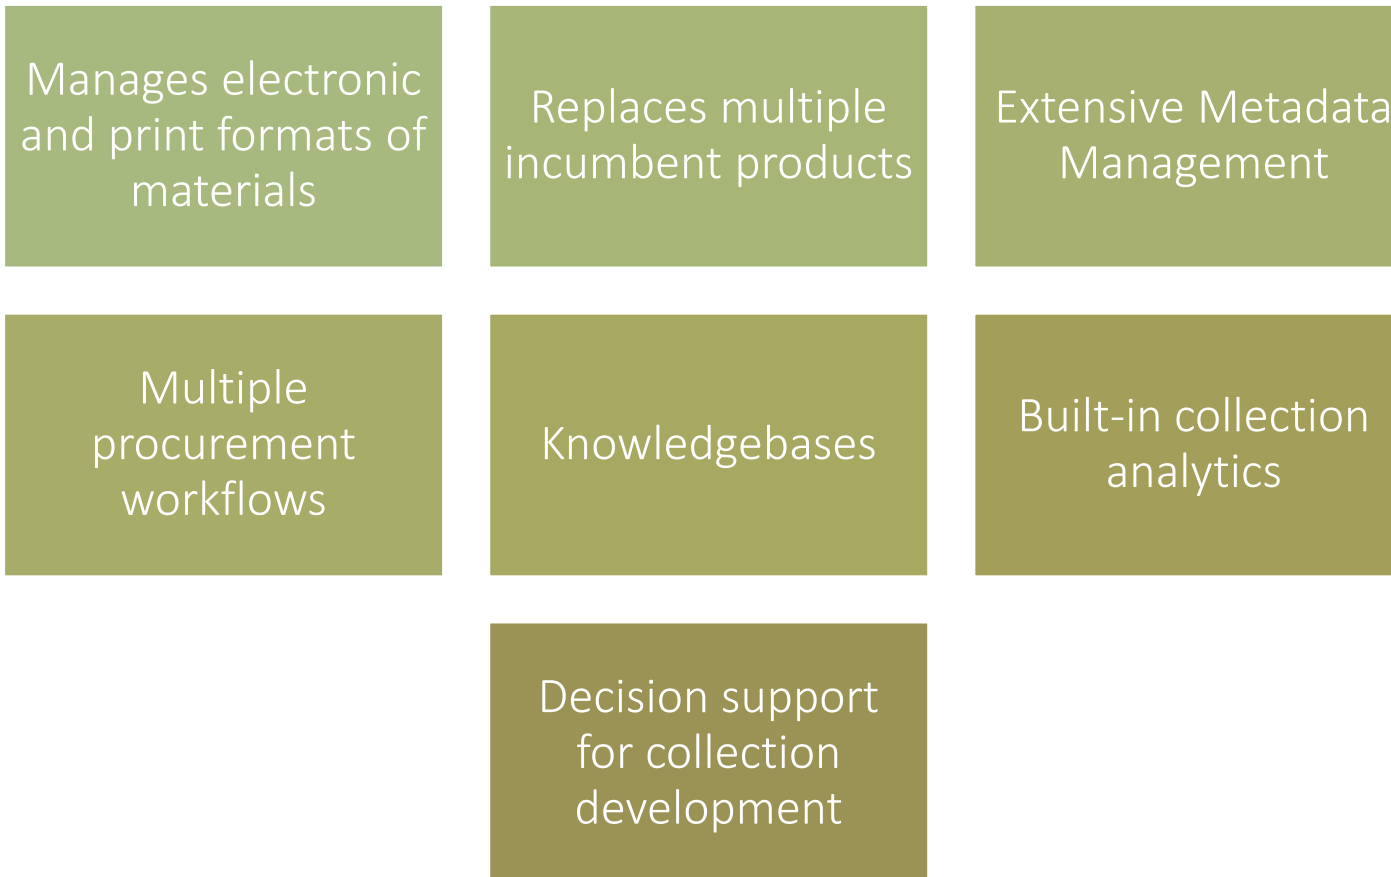 Manages electronic
and print formats of
materials
Replaces multiple
incumbent products
Extensive Metadata
Management
Multiple
procurement
workflows
Knowledgebases
Built-in collection
analytics
Decision support
for collection
development